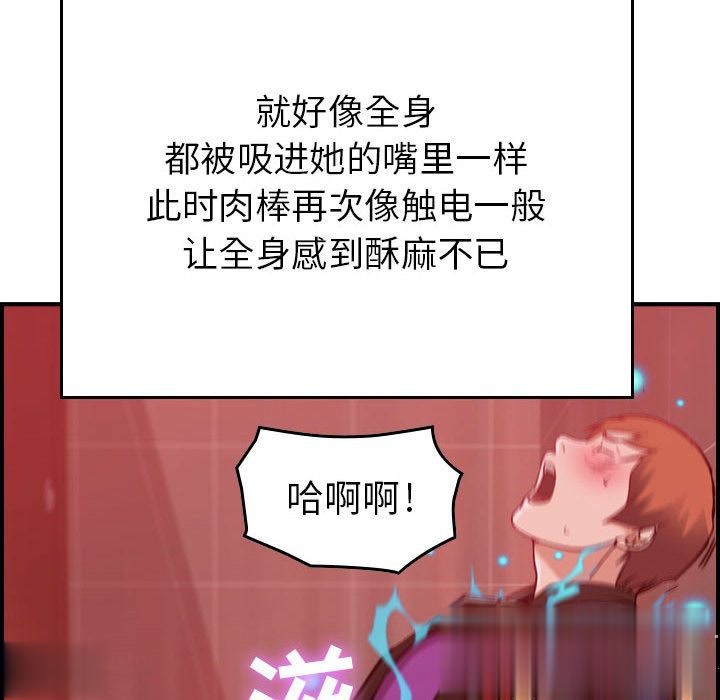 就好像全身
都被吸进她的嘴里一样
此时肉棒再次像触电一般
让全身感到酥麻不已
哈啊啊!
滋